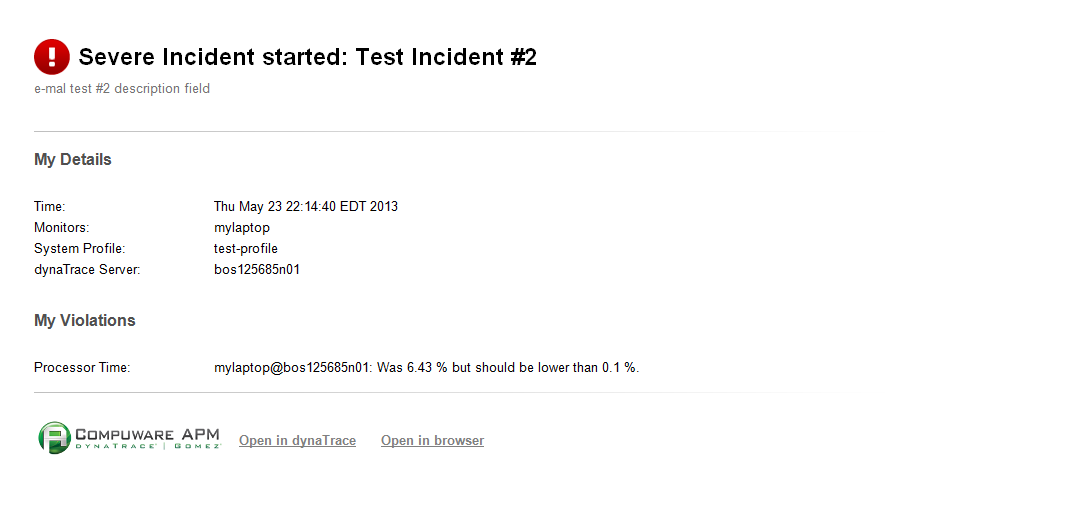 Severe Incident started: Test Incident #2
e-mal test #2 description field
My Details
Time: Thu May 23 22:14:40 EDT 2013
Monitors: mylaptop
System Profile: test-profile
dynaTrace Server: bos125685n01
My Violations
Processor Time: mylaptop@bos125685n01: Was 6.43 % but should be lower than 0.1 %.
COMPUWARE APM
DYNATRACE | GOMEZ
Open in dynaTrace Open in browser